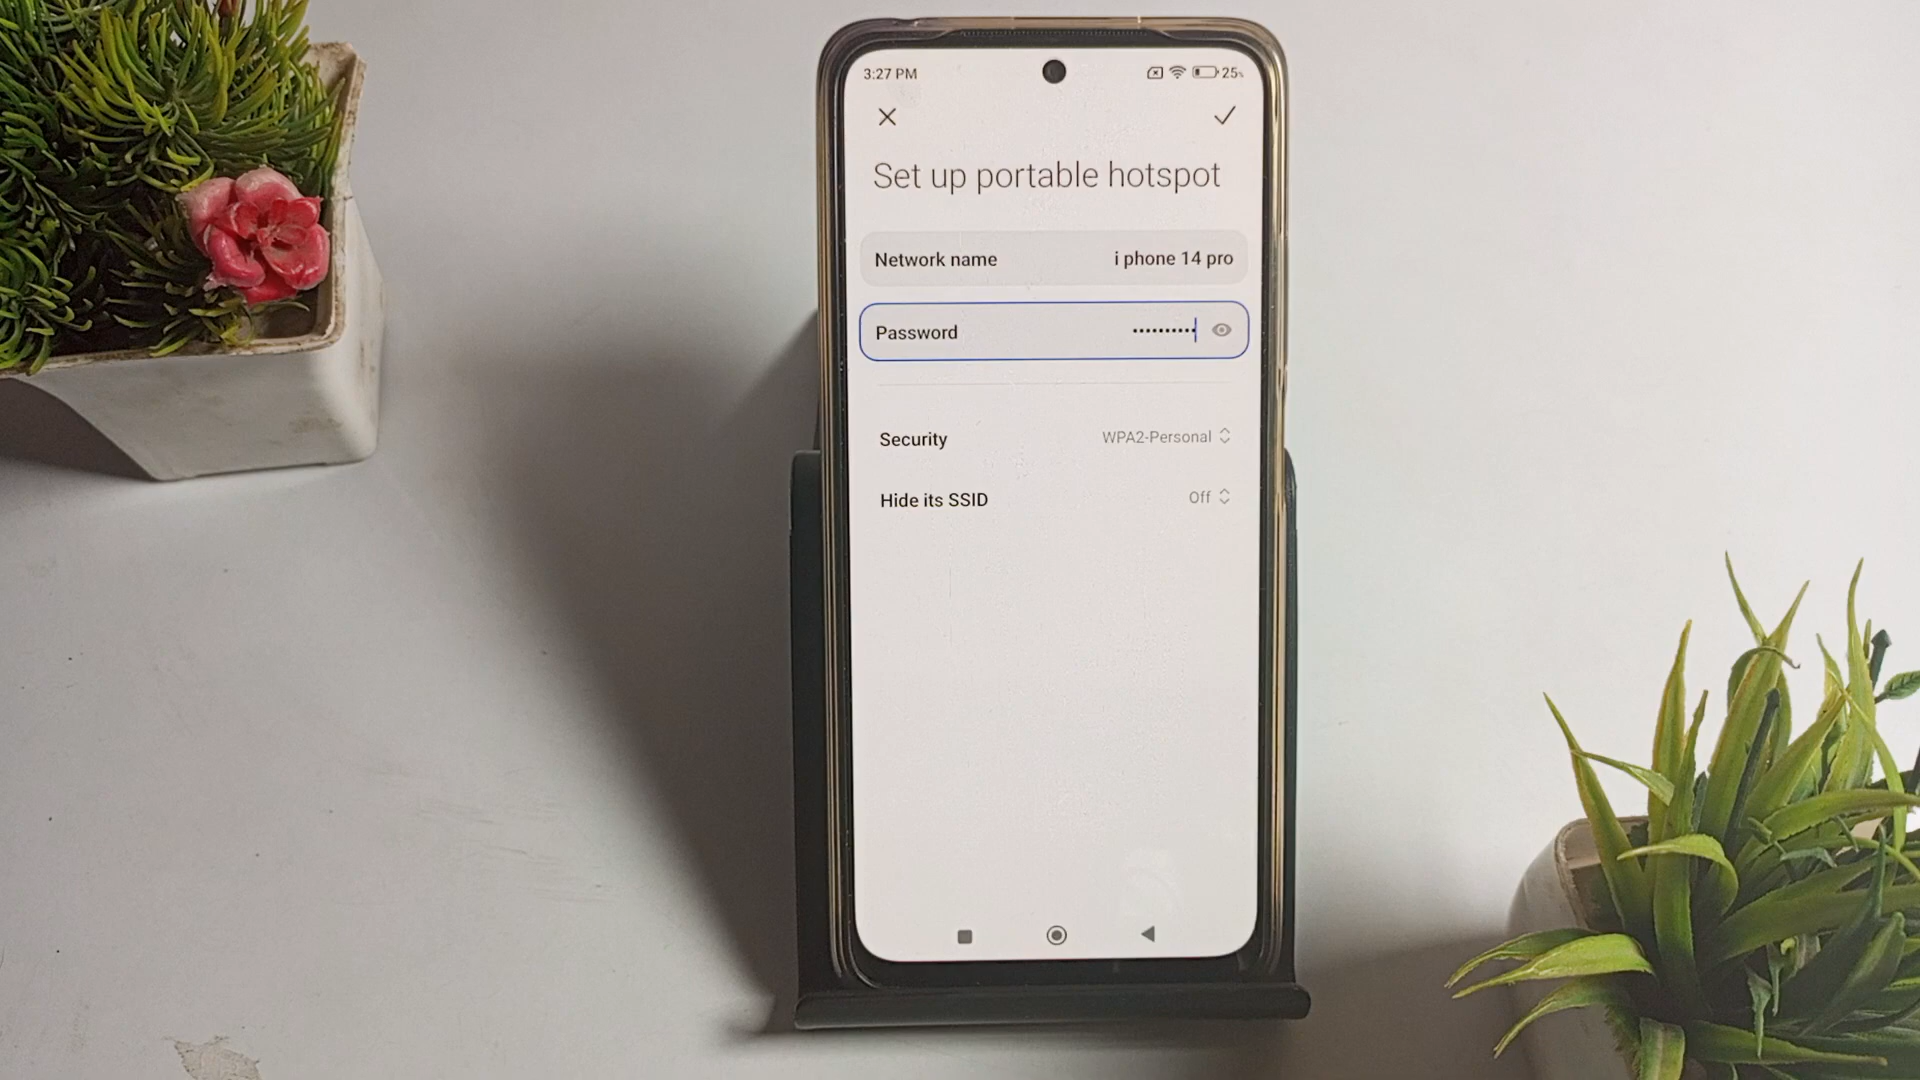 3:27 PM 25%
Set up portable hotspot
Network name i phone 14 pro
Password ••••••••••
Security WPA2-Personal
Hide its SSID Off